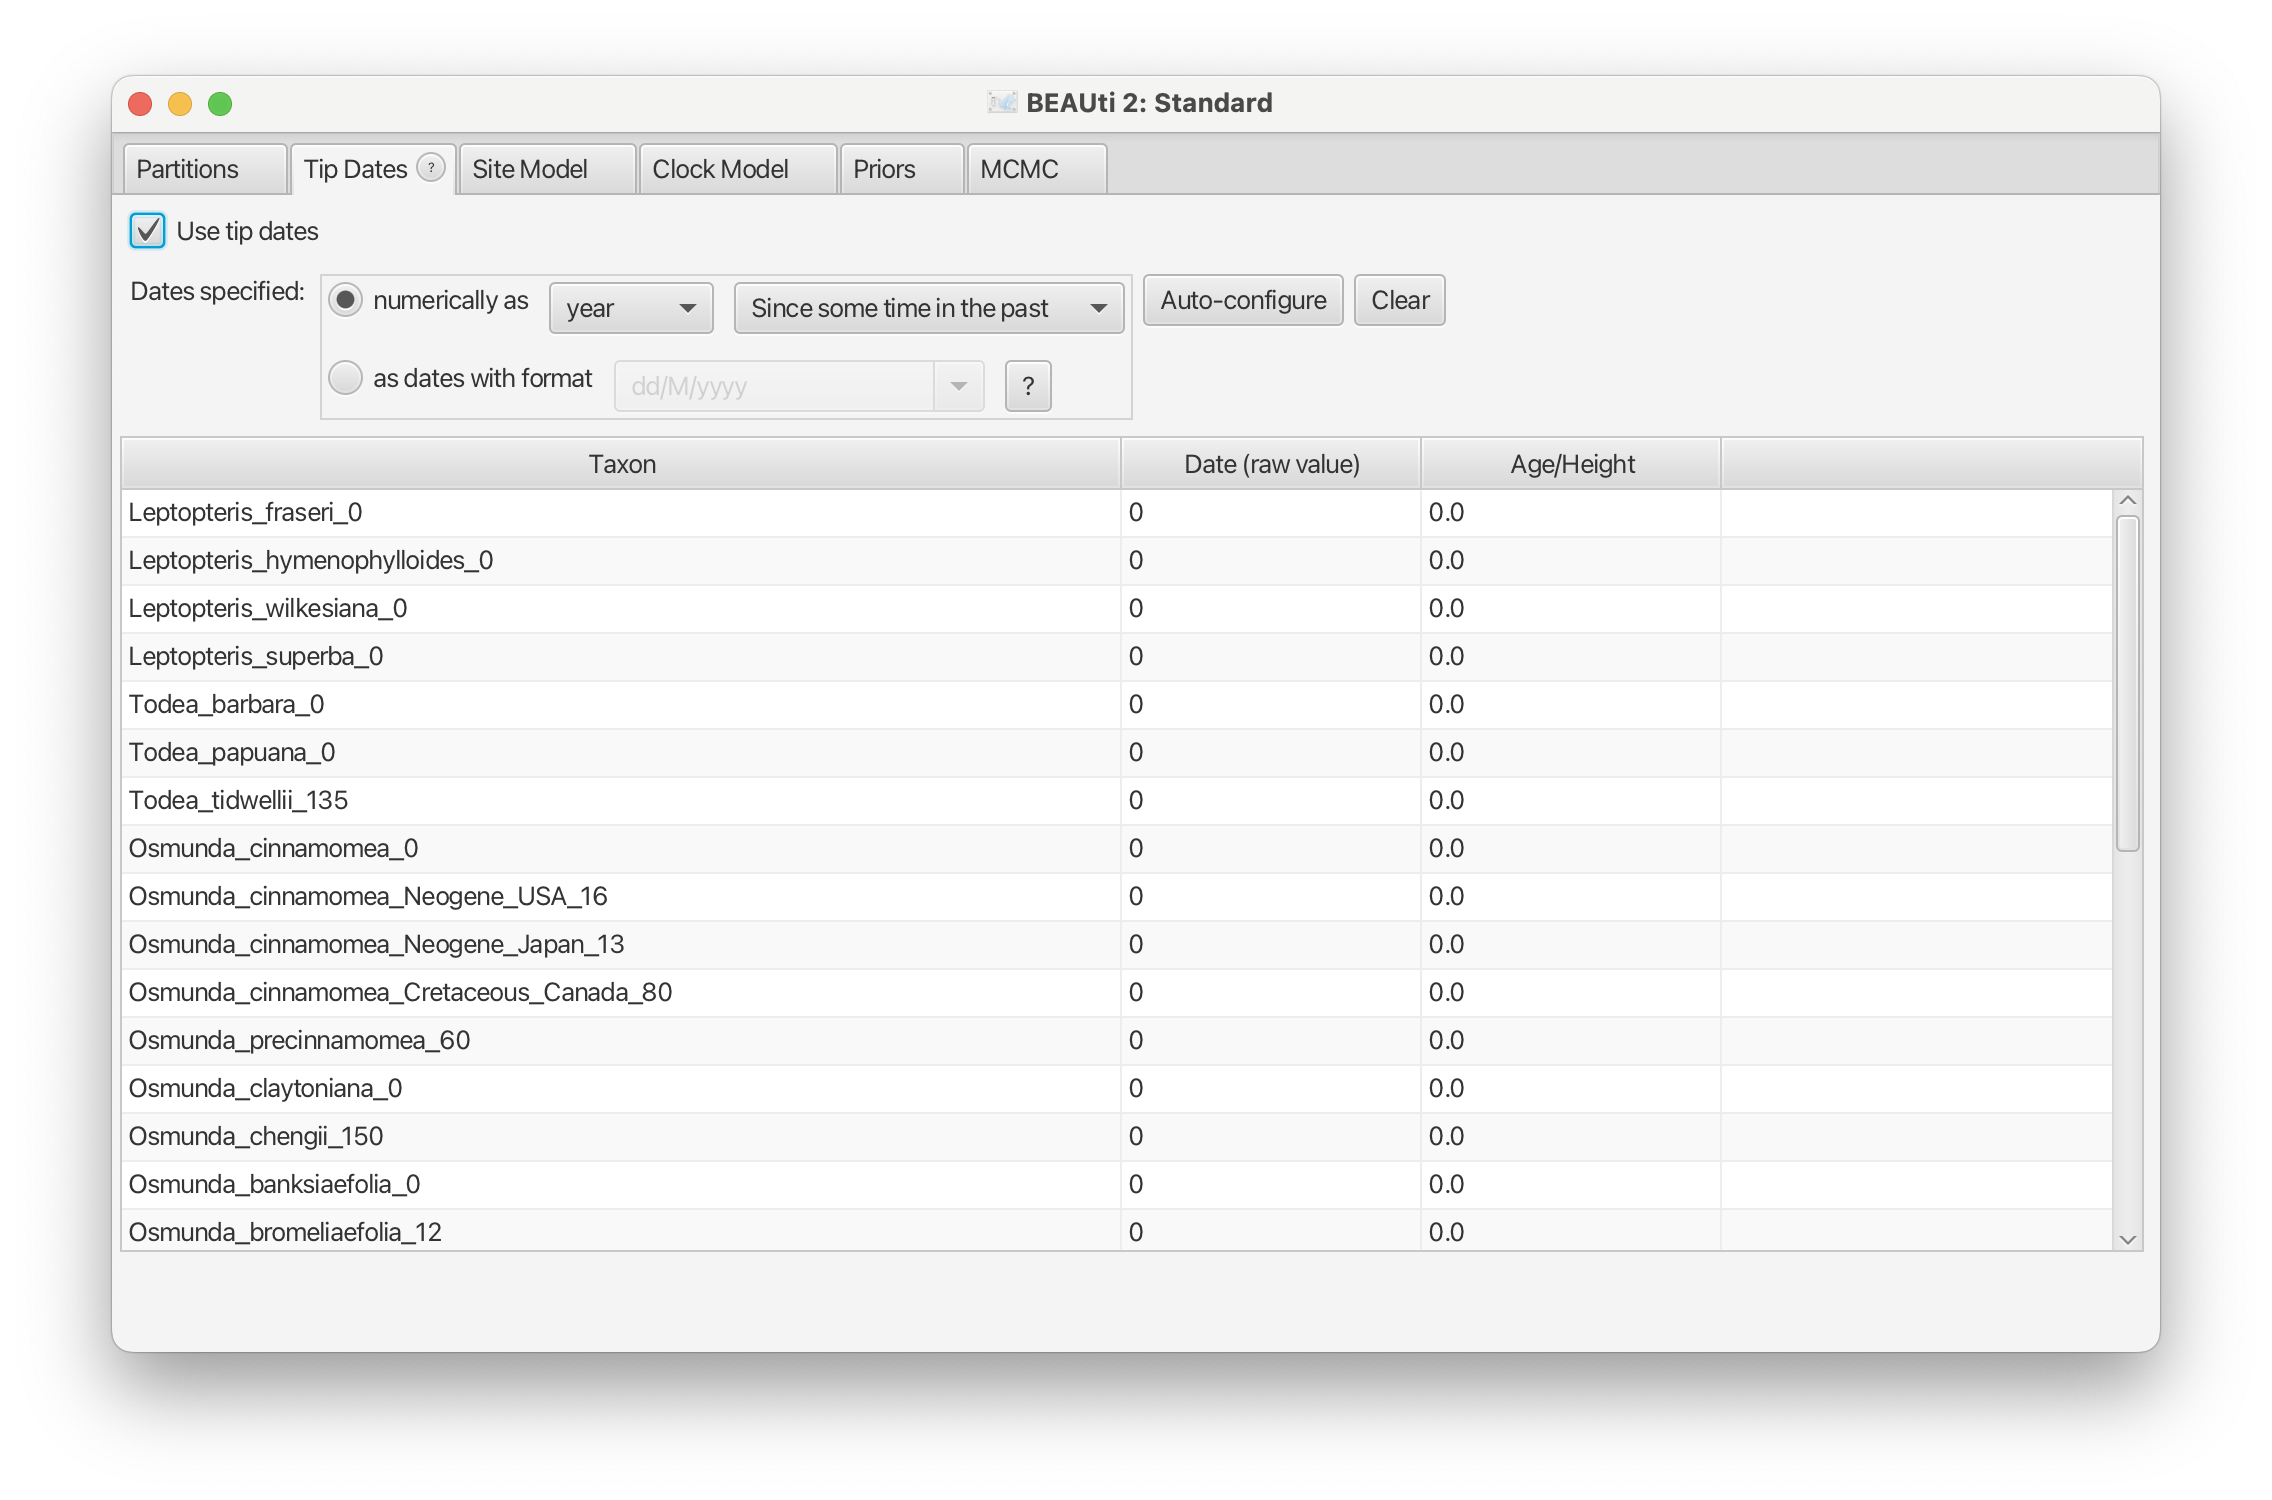 BEAUti 2: Standard
Partitions Tip Dates ? Site Model Clock Model Priors MCMC
Use tip dates
Dates specified: numerically as year Since some time in the past Auto-configure Clear
as dates with format dd/M/yyyy ?
Taxon Date (raw value) Age/Height
Leptopteris_fraseri_0 0 0.0
Leptopteris_hymenophylloides_0 0 0.0
Leptopteris_wilkesiana_0 0 0.0
Leptopteris_superba_0 0 0.0
Todea_barbara_0 0 0.0
Todea_papuana_0 0 0.0
Todea_tidwellii_135 0 0.0
Osmunda_cinnamomea_0 0 0.0
Osmunda_cinnamomea_Neogene_USA_16 0 0.0
Osmunda_cinnamomea_Neogene_Japan_13 0 0.0
Osmunda_cinnamomea_Cretaceous_Canada_80 0 0.0
Osmunda_precinnamomea_60 0 0.0
Osmunda_claytoniana_0 0 0.0
Osmunda_chengii_150 0 0.0
Osmunda_banksiaefolia_0 0 0.0
Osmunda_bromeliaefolia_12 0 0.0